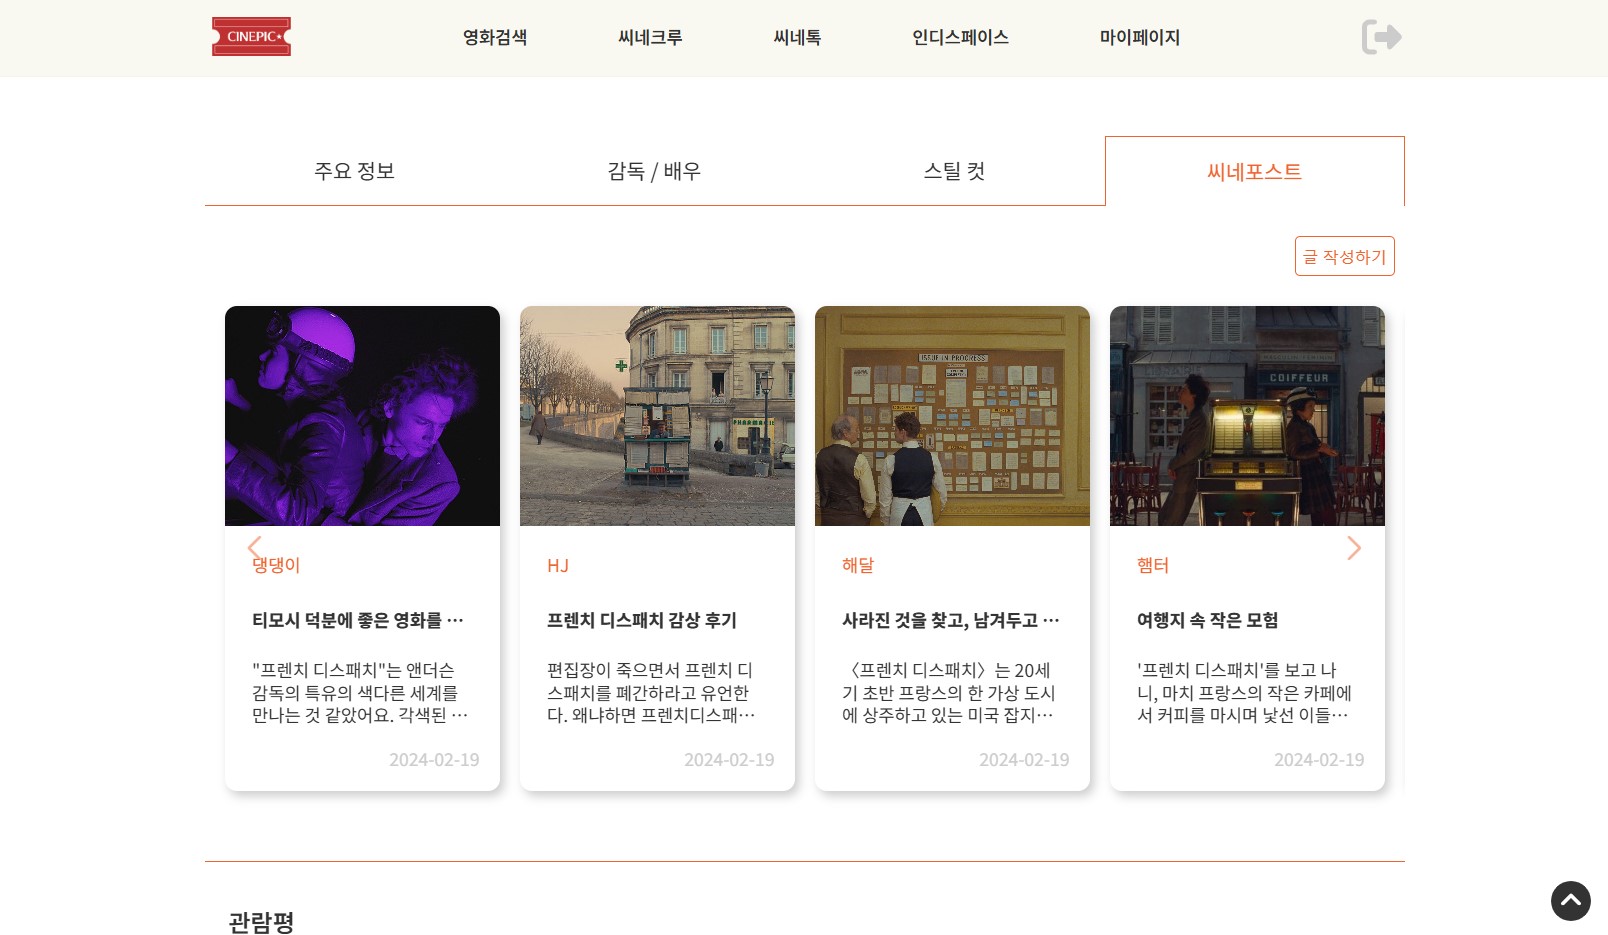 CINEPIC★
영화검색
씨네크루
씨네톡
인디스페이스
마이페이지
주요 정보
감독 / 배우
스틸 컷
씨네포스트
글 작성하기
PHARMACIE
ISSUE IN PROGRESS
COIFFEUR
댕댕이
티모시 덕분에 좋은 영화를 …
"프렌치 디스패치"는 앤더슨
감독의 특유의 색다른 세계를
만나는 것 같았어요. 각색된 …
2024-02-19
HJ
프렌치 디스패치 감상 후기
편집장이 죽으면서 프렌치 디
스패치를 폐간하라고 유언한
다. 왜냐하면 프렌치디스패…
2024-02-19
해달
사라진 것을 찾고, 남겨두고 …
〈프렌치 디스패치〉는 20세
기 초반 프랑스의 한 가상 도시
에 상주하고 있는 미국 잡지…
2024-02-19
햄터
여행지 속 작은 모험
'프렌치 디스패치'를 보고 나
니, 마치 프랑스의 작은 카페에
서 커피를 마시며 낯선 이들…
2024-02-19
관람평